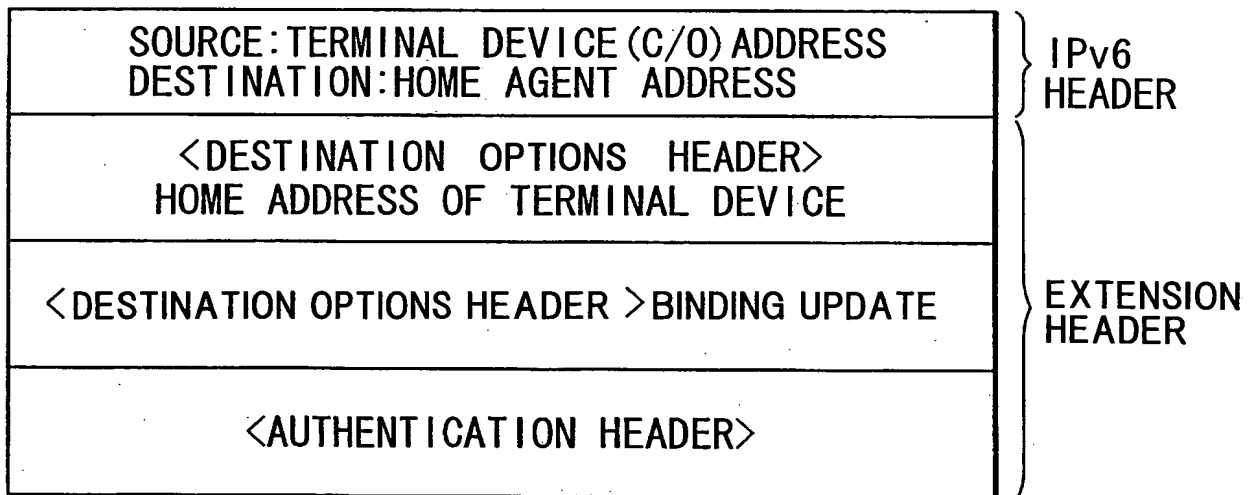 SOURCE:TERMINAL DEVICE(C/O)ADDRESS
DESTINATION:HOME AGENT ADDRESS
IPv6
HEADER
<DESTINATION OPTIONS HEADER>
HOME ADDRESS OF TERMINAL DEVICE
<DESTINATION OPTIONS HEADER >BINDING UPDATE
EXTENSION
HEADER
<AUTHENTICATION HEADER>